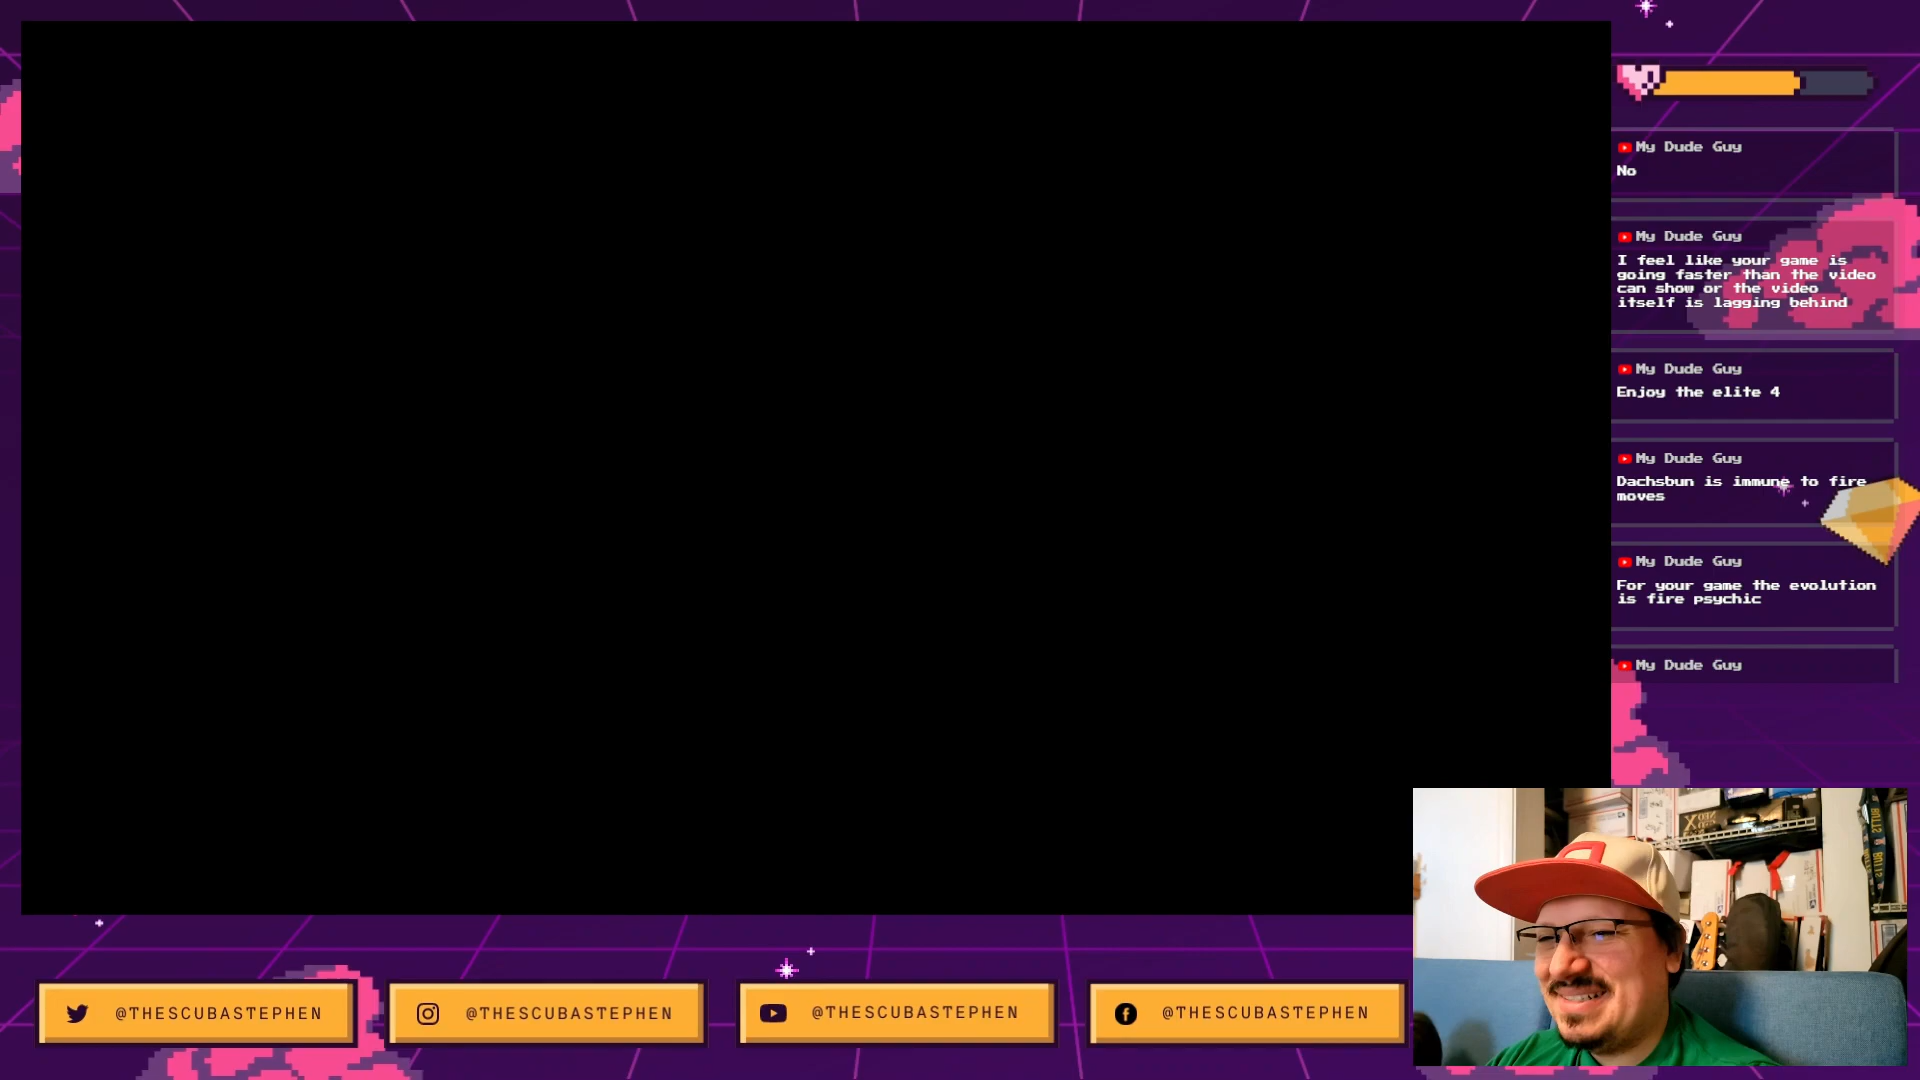 My Dude Guy
No
My Dude Guy
I feel like your game is
going faster than the video
can show or the video
itself is lagging behind
My Dude Guy
Enjoy the elite 4
My Dude Guy
Dachsbun is immune to fire
moves
My Dude Guy
For your game the evolution
is fire psychic
My Dude Guy
@THESCUBASTEPHEN
@THESCUBASTEPHEN
@THESCUBASTEPHEN
@THESCUBASTEPHEN